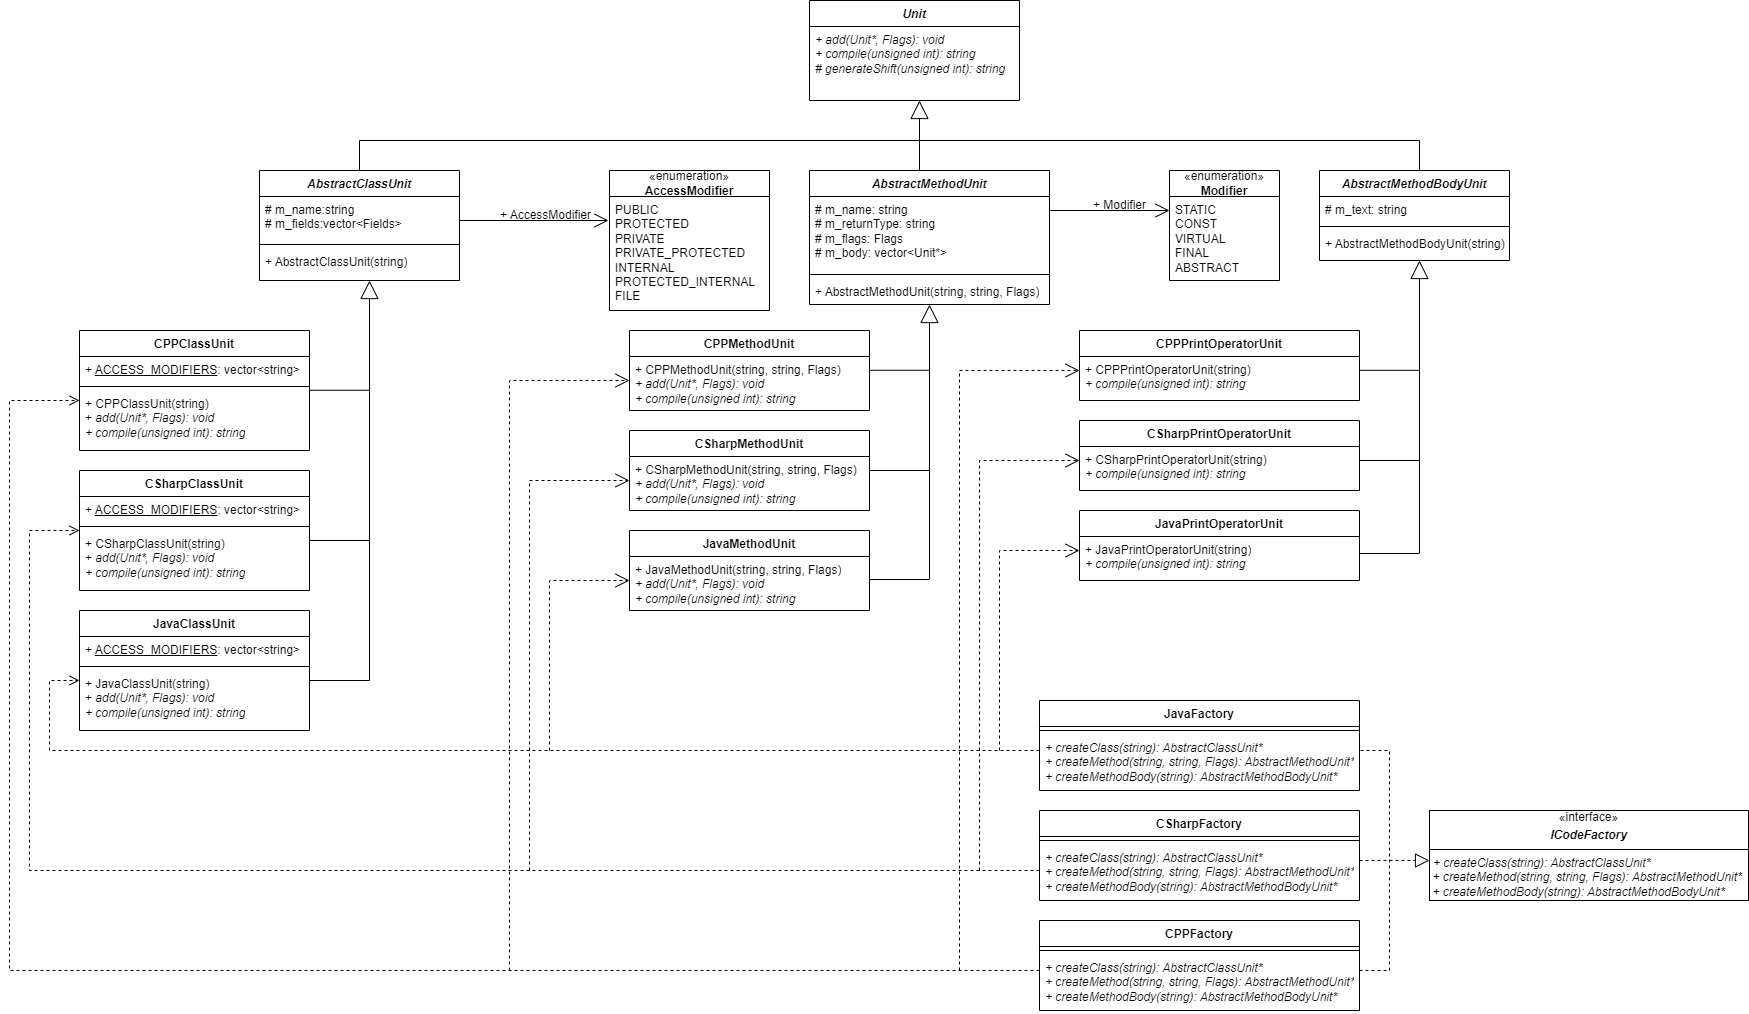 Unit
+ add(Unit*, Flags): void
+ compile(unsigned int): string
# generateShift(unsigned int): string
AbstractClassUnit
# m_name:string
# m_fields:vector<Fields>
+ AbstractClassUnit(string)
+ AccessModifier
«enumeration»
AccessModifier
PUBLIC
PROTECTED
PRIVATE
PRIVATE_PROTECTED
INTERNAL
PROTECTED_INTERNAL
FILE
AbstractMethodUnit
# m_name: string
# m_returnType: string
# m_flags: Flags
# m_body: vector<Unit*>
+ AbstractMethodUnit(string, string, Flags)
+ Modifier
«enumeration»
Modifier
STATIC
CONST
VIRTUAL
FINAL
ABSTRACT
AbstractMethodBodyUnit
# m_text: string
+ AbstractMethodBodyUnit(string)
CPPClassUnit
+ ACCESS_MODIFIERS: vector<string>
+ CPPClassUnit(string)
+ add(Unit*, Flags): void
+ compile(unsigned int): string
CSharpClassUnit
+ ACCESS_MODIFIERS: vector<string>
+ CSharpClassUnit(string)
+ add(Unit*, Flags): void
+ compile(unsigned int): string
JavaClassUnit
+ ACCESS_MODIFIERS: vector<string>
+ JavaClassUnit(string)
+ add(Unit*, Flags): void
+ compile(unsigned int): string
CPPMethodUnit
+ CPPMethodUnit(string, string, Flags)
+ add(Unit*, Flags): void
+ compile(unsigned int): string
CSharpMethodUnit
+ CSharpMethodUnit(string, string, Flags)
+ add(Unit*, Flags): void
+ compile(unsigned int): string
JavaMethodUnit
+ JavaMethodUnit(string, string, Flags)
+ add(Unit*, Flags): void
+ compile(unsigned int): string
CPPPrintOperatorUnit
+ CPPPrintOperatorUnit(string)
+ compile(unsigned int): string
CSharpPrintOperatorUnit
+ CSharpPrintOperatorUnit(string)
+ compile(unsigned int): string
JavaPrintOperatorUnit
+ JavaPrintOperatorUnit(string)
+ compile(unsigned int): string
JavaFactory
+ createClass(string): AbstractClassUnit*
+ createMethod(string, string, Flags): AbstractMethodUnit*
+ createMethodBody(string): AbstractMethodBodyUnit*
CSharpFactory
+ createClass(string): AbstractClassUnit*
+ createMethod(string, string, Flags): AbstractMethodUnit*
+ createMethodBody(string): AbstractMethodBodyUnit*
CPPFactory
+ createClass(string): AbstractClassUnit*
+ createMethod(string, string, Flags): AbstractMethodUnit*
+ createMethodBody(string): AbstractMethodBodyUnit*
«interface»
ICodeFactory
+ createClass(string): AbstractClassUnit*
+ createMethod(string, string, Flags): AbstractMethodUnit*
+ createMethodBody(string): AbstractMethodBodyUnit*